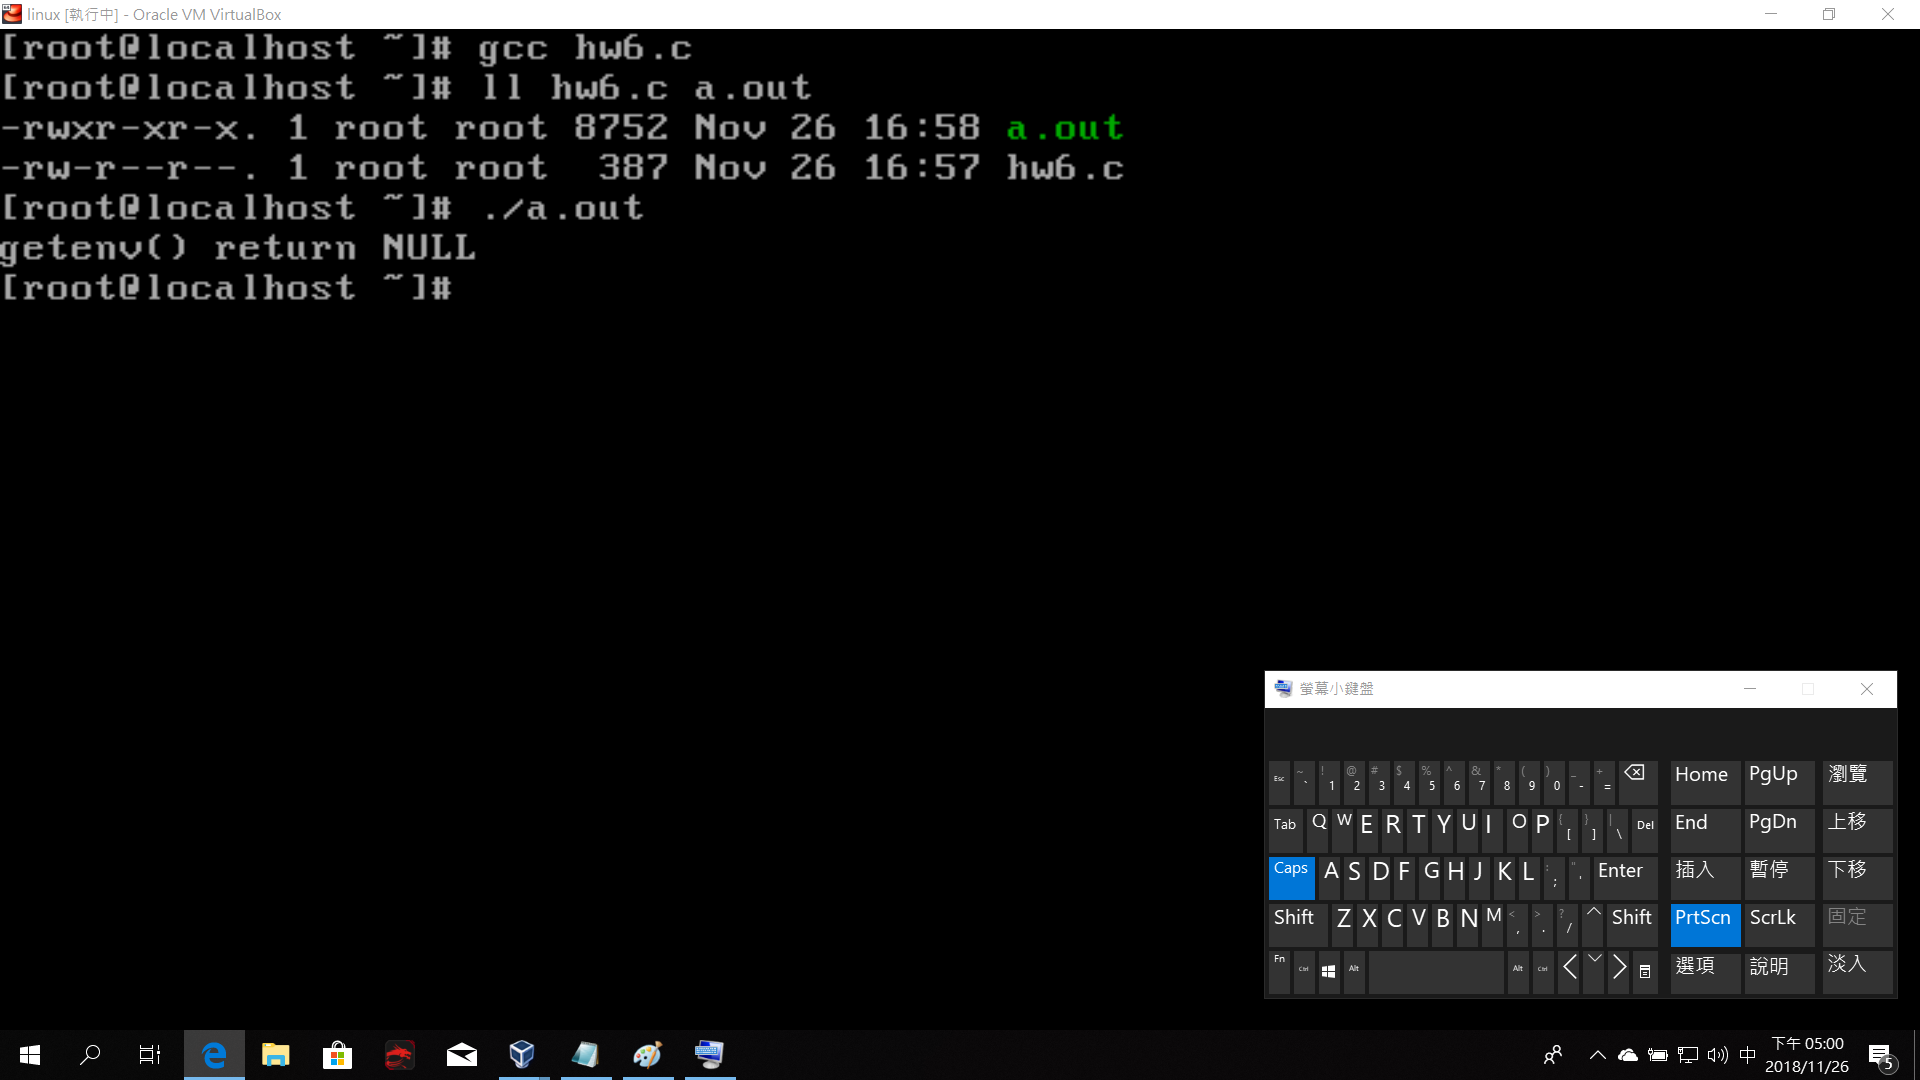 linux [執行中] - Oracle VM VirtualBox
[root@localhost ~]# gcc hw6.c
[root@localhost ~]# ll hw6.c a.out
-rwxr-xr-x. 1 root root 8752 Nov 26 16:58 a.out
-rw-r--r--. 1 root root  387 Nov 26 16:57 hw6.c
[root@localhost ~]# ./a.out
getenv() return NULL
[root@localhost ~]#
螢幕小鍵盤
Esc ~ ` ! 1 @ 2 # 3 $ 4 % 5 ^ 6 & 7 * 8 ( 9 ) 0 _ - + = Home PgUp 瀏覽
Tab Q W E R T Y U I O P { [ } ] | \ Del End PgDn 上移
Caps A S D F G H J K L : ; " ' Enter 插入 暫停 下移
Shift Z X C V B N M < , > . ? / Shift PrtScn ScrLk 固定
Fn Ctrl Alt Alt Ctrl 選項 說明 淡入
中
下午 05:00
2018/11/26
5